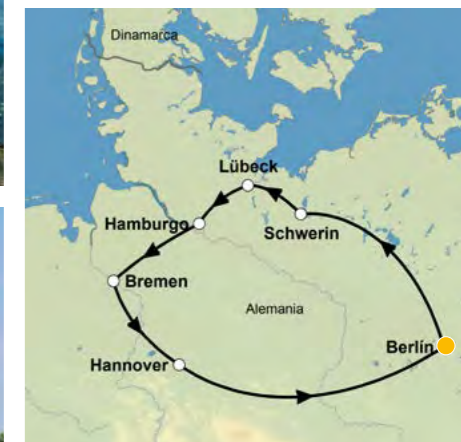 Dinamarca
Lübeck
Hamburgo
Schwerin
Bremen
Alemania
Berlín
Hannover